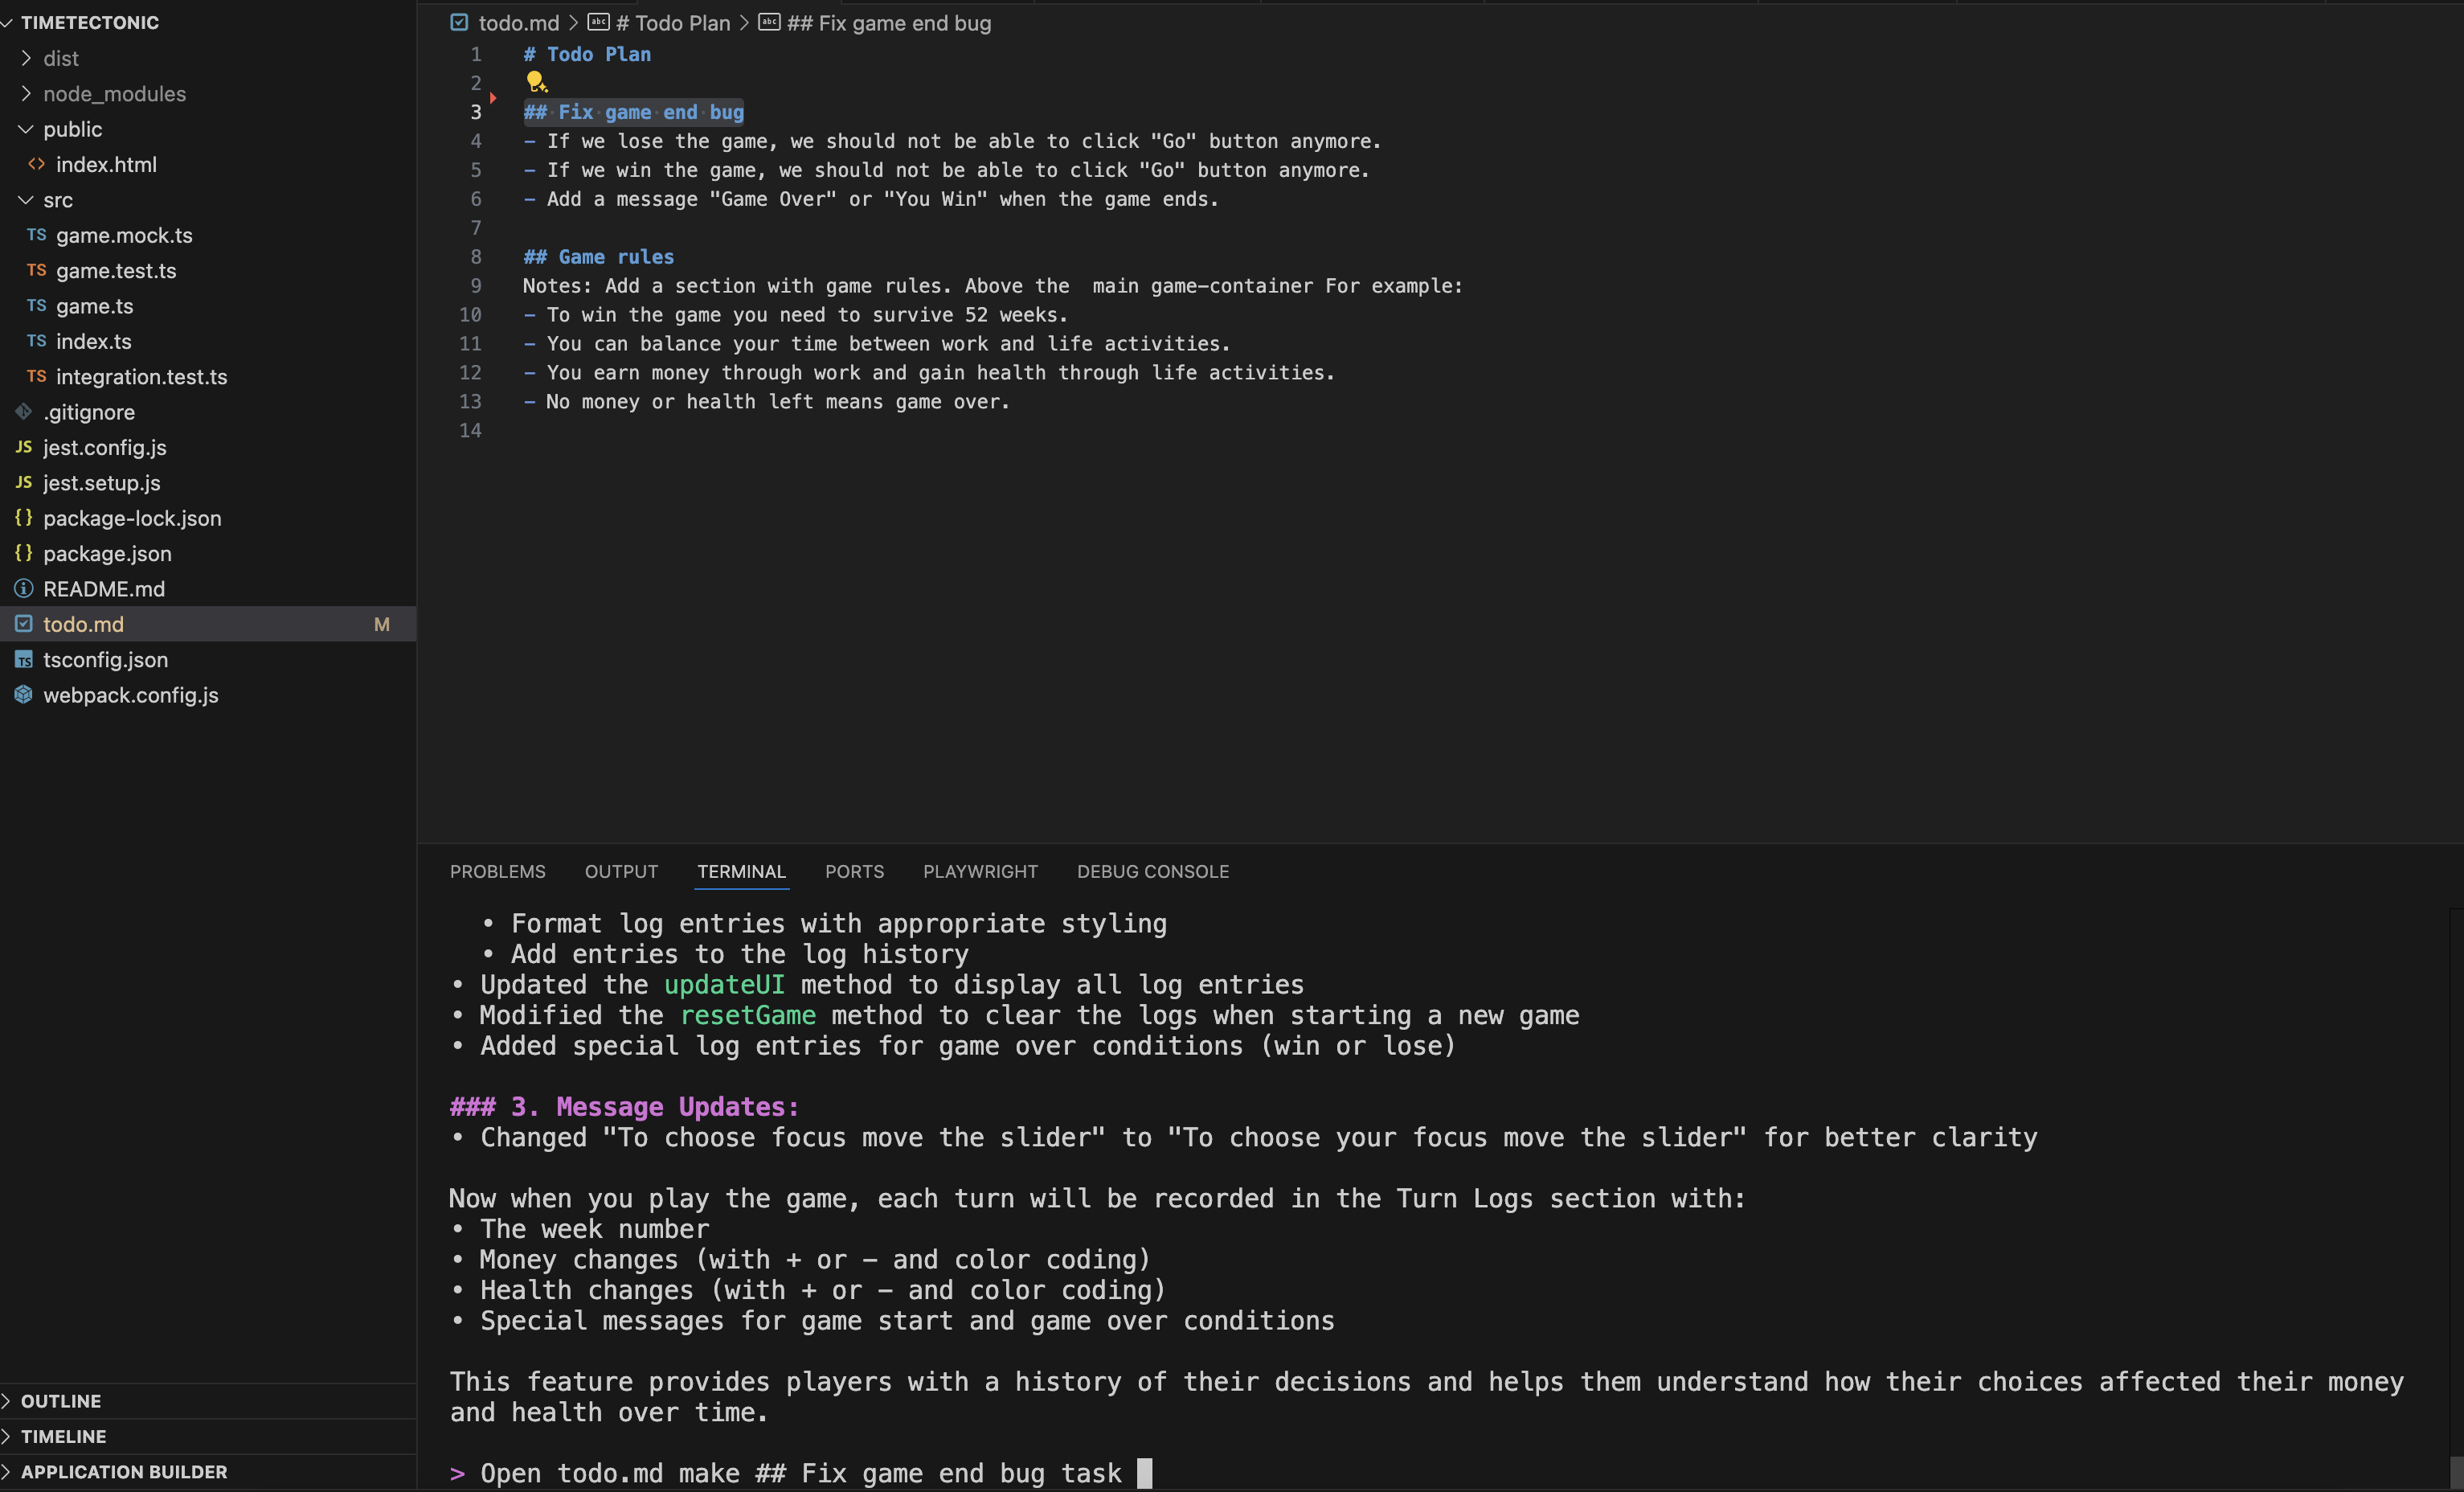 TIMETECTONIC
dist
node_modules
public
index.html
src
TS game.mock.ts
TS game.test.ts
TS game.ts
TS index.ts
TS integration.test.ts
.gitignore
JS jest.config.js
JS jest.setup.js
{} package-lock.json
{} package.json
README.md
todo.md M
TS tsconfig.json
webpack.config.js
OUTLINE
TIMELINE
APPLICATION BUILDER
todo.md > abc # Todo Plan > abc ## Fix game end bug
1 # Todo Plan
2
3 ## Fix game end bug
4 - If we lose the game, we should not be able to click "Go" button anymore.
5 - If we win the game, we should not be able to click "Go" button anymore.
6 - Add a message "Game Over" or "You Win" when the game ends.
7
8 ## Game rules
9 Notes: Add a section with game rules. Above the  main game-container For example:
10 - To win the game you need to survive 52 weeks.
11 - You can balance your time between work and life activities.
12 - You earn money through work and gain health through life activities.
13 - No money or health left means game over.
14
PROBLEMS OUTPUT TERMINAL PORTS PLAYWRIGHT DEBUG CONSOLE
• Format log entries with appropriate styling
• Add entries to the log history
• Updated the updateUI method to display all log entries
• Modified the resetGame method to clear the logs when starting a new game
• Added special log entries for game over conditions (win or lose)
### 3. Message Updates:
• Changed "To choose focus move the slider" to "To choose your focus move the slider" for better clarity
Now when you play the game, each turn will be recorded in the Turn Logs section with:
• The week number
• Money changes (with + or - and color coding)
• Health changes (with + or - and color coding)
• Special messages for game start and game over conditions
This feature provides players with a history of their decisions and helps them understand how their choices affected their money
and health over time.
> Open todo.md make ## Fix game end bug task